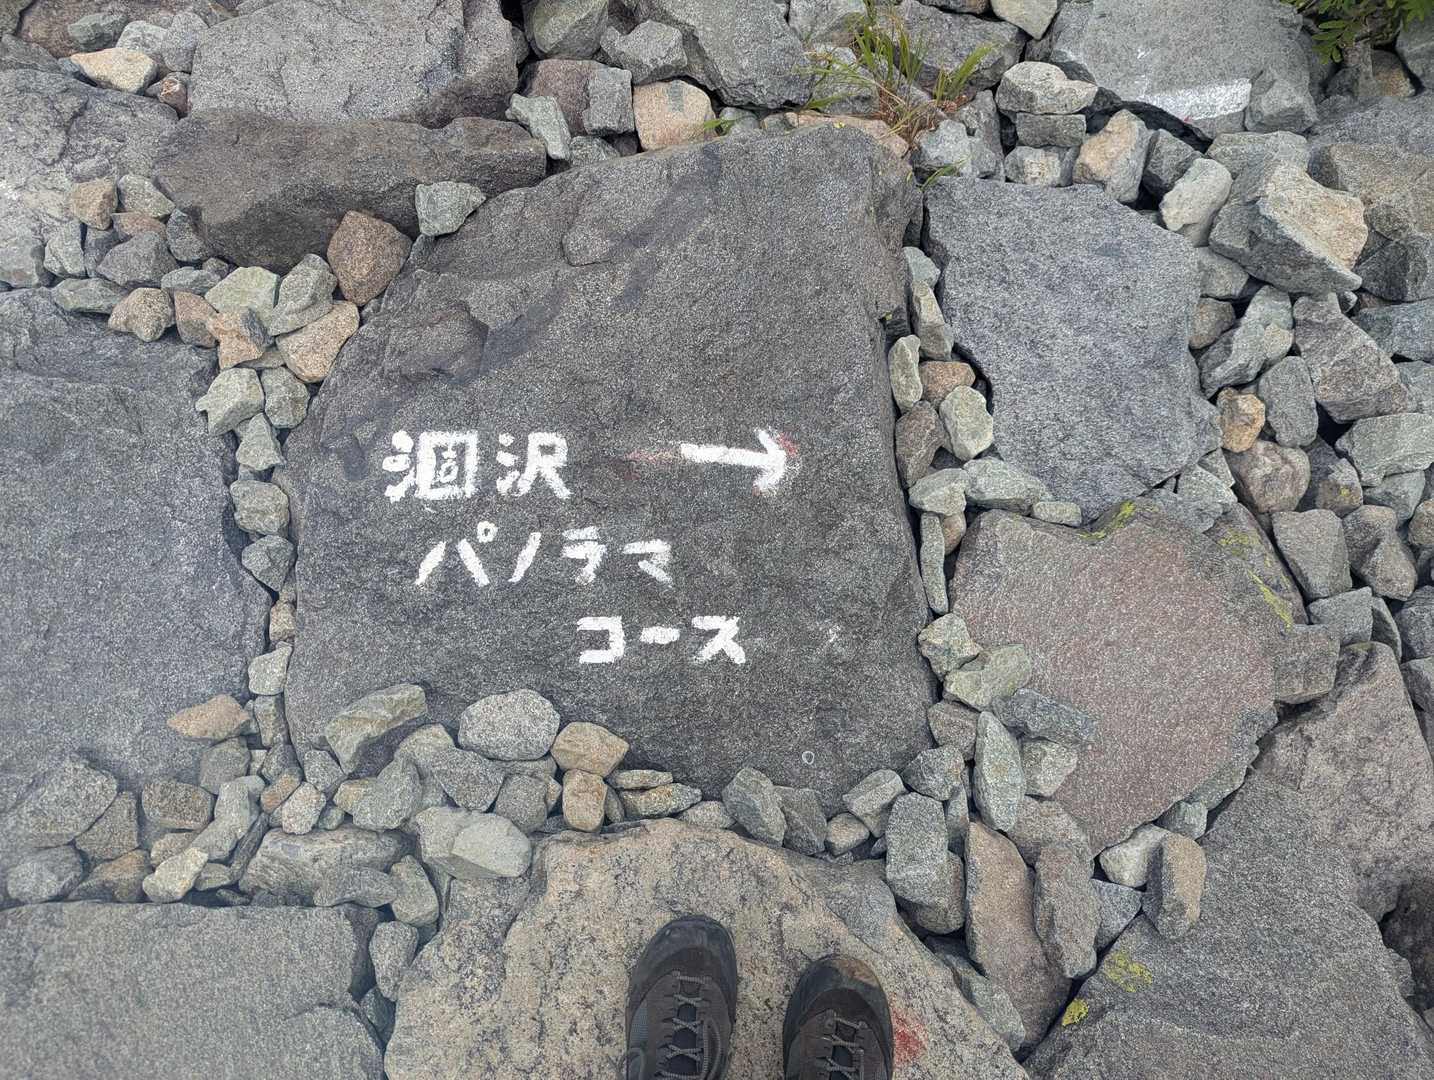 涸沢 →
パノラマ
コース